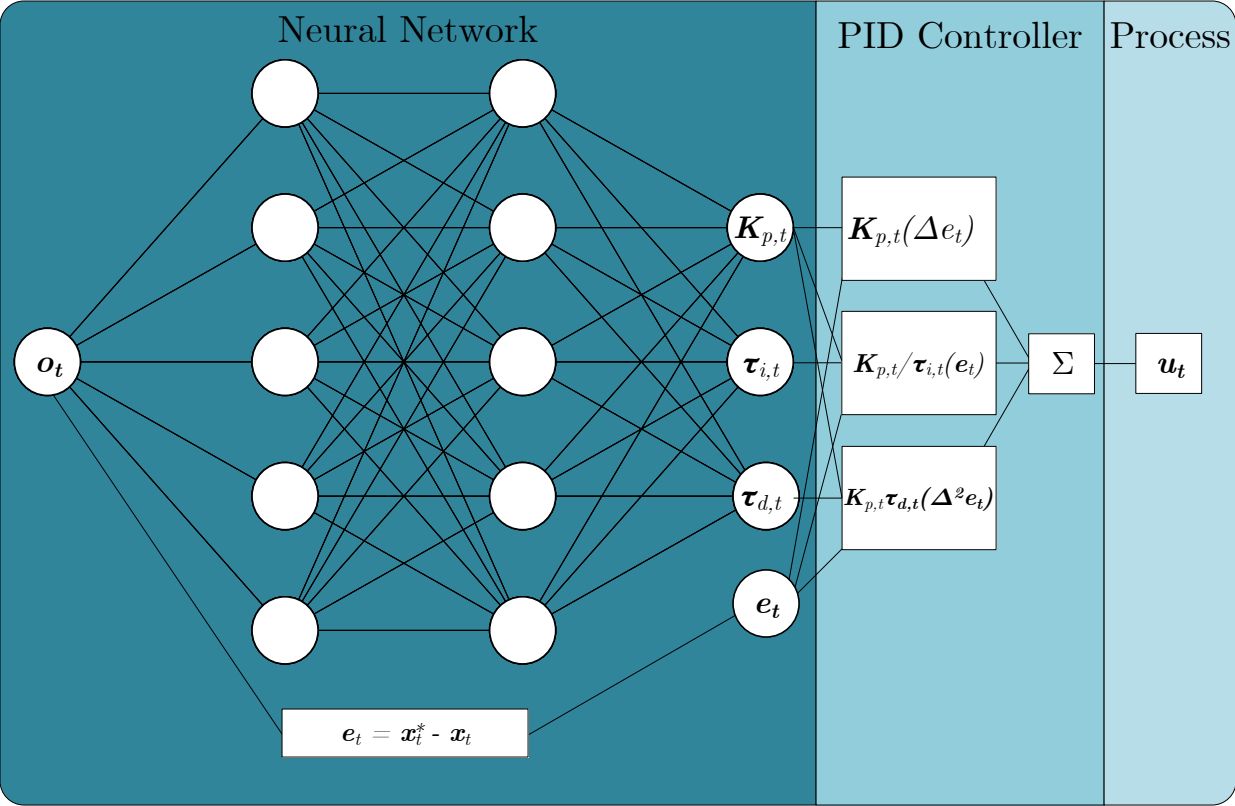 Neural Network
PID Controller
Process
o_t
K_{p,t}
τ_{i,t}
τ_{d,t}
e_t
e_t = x_t^* - x_t
K_{p,t}(Δe_t)
K_{p,t}/τ_{i,t}(e_t)
K_{p,t}τ_{d,t}(Δ²e_t)
Σ
u_t